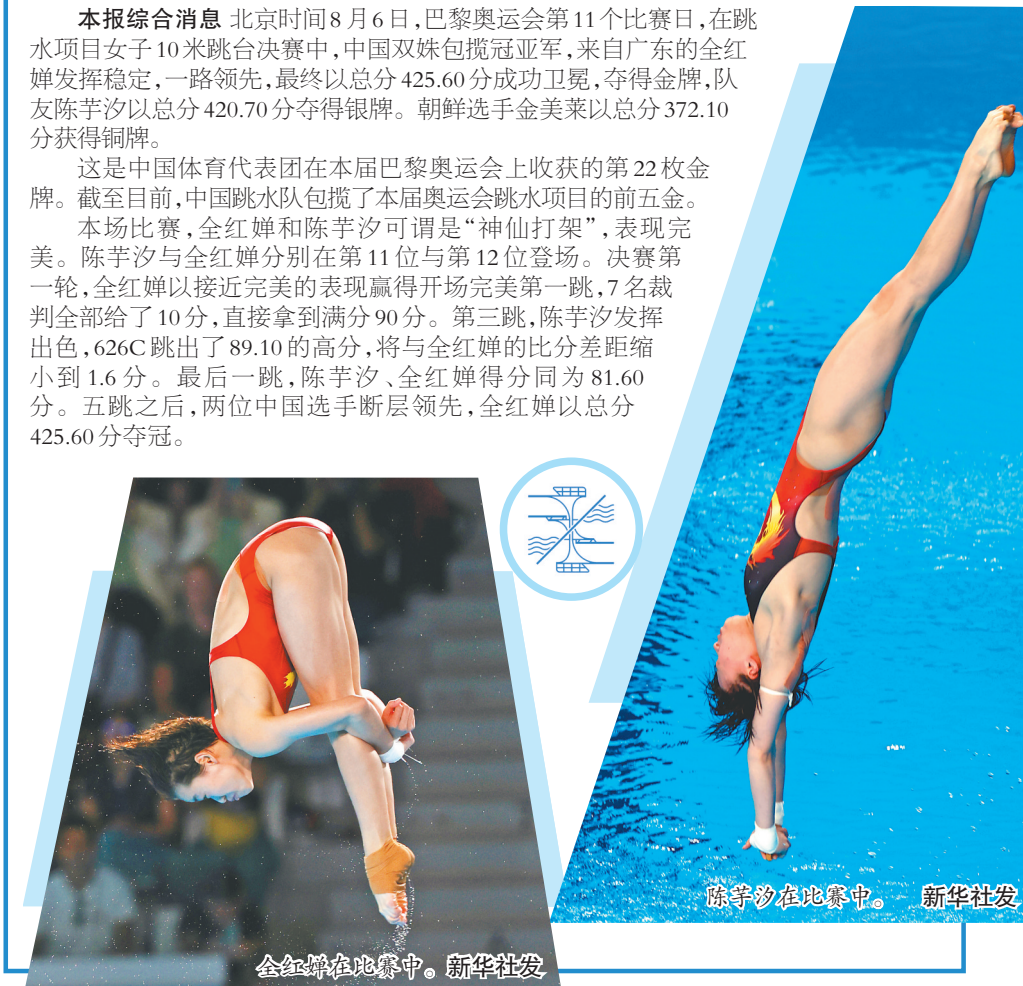 本报综合消息 北京时间8月6日，巴黎奥运会第11个比赛日，在跳
水项目女子10米跳台决赛中，中国双姝包揽冠亚军，来自广东的全红
婵发挥稳定，一路领先，最终以总分425.60分成功卫冕，夺得金牌，队
友陈芋汐以总分420.70分夺得银牌。朝鲜选手金美莱以总分372.10
分获得铜牌。
这是中国体育代表团在本届巴黎奥运会上收获的第22枚金
牌。截至目前，中国跳水队包揽了本届奥运会跳水项目的前五金。
本场比赛，全红婵和陈芋汐可谓是“神仙打架”，表现完
美。陈芋汐与全红婵分别在第11位与第12位登场。决赛第
一轮，全红婵以接近完美的表现赢得开场完美第一跳，7名裁
判全部给了10分，直接拿到满分90分。第三跳，陈芋汐发挥
出色，626C跳出了89.10的高分，将与全红婵的比分差距缩
小到1.6分。最后一跳，陈芋汐、全红婵得分同为81.60
分。五跳之后，两位中国选手断层领先，全红婵以总分
425.60分夺冠。
陈芋汐在比赛中。 新华社发
全红婵在比赛中。新华社发